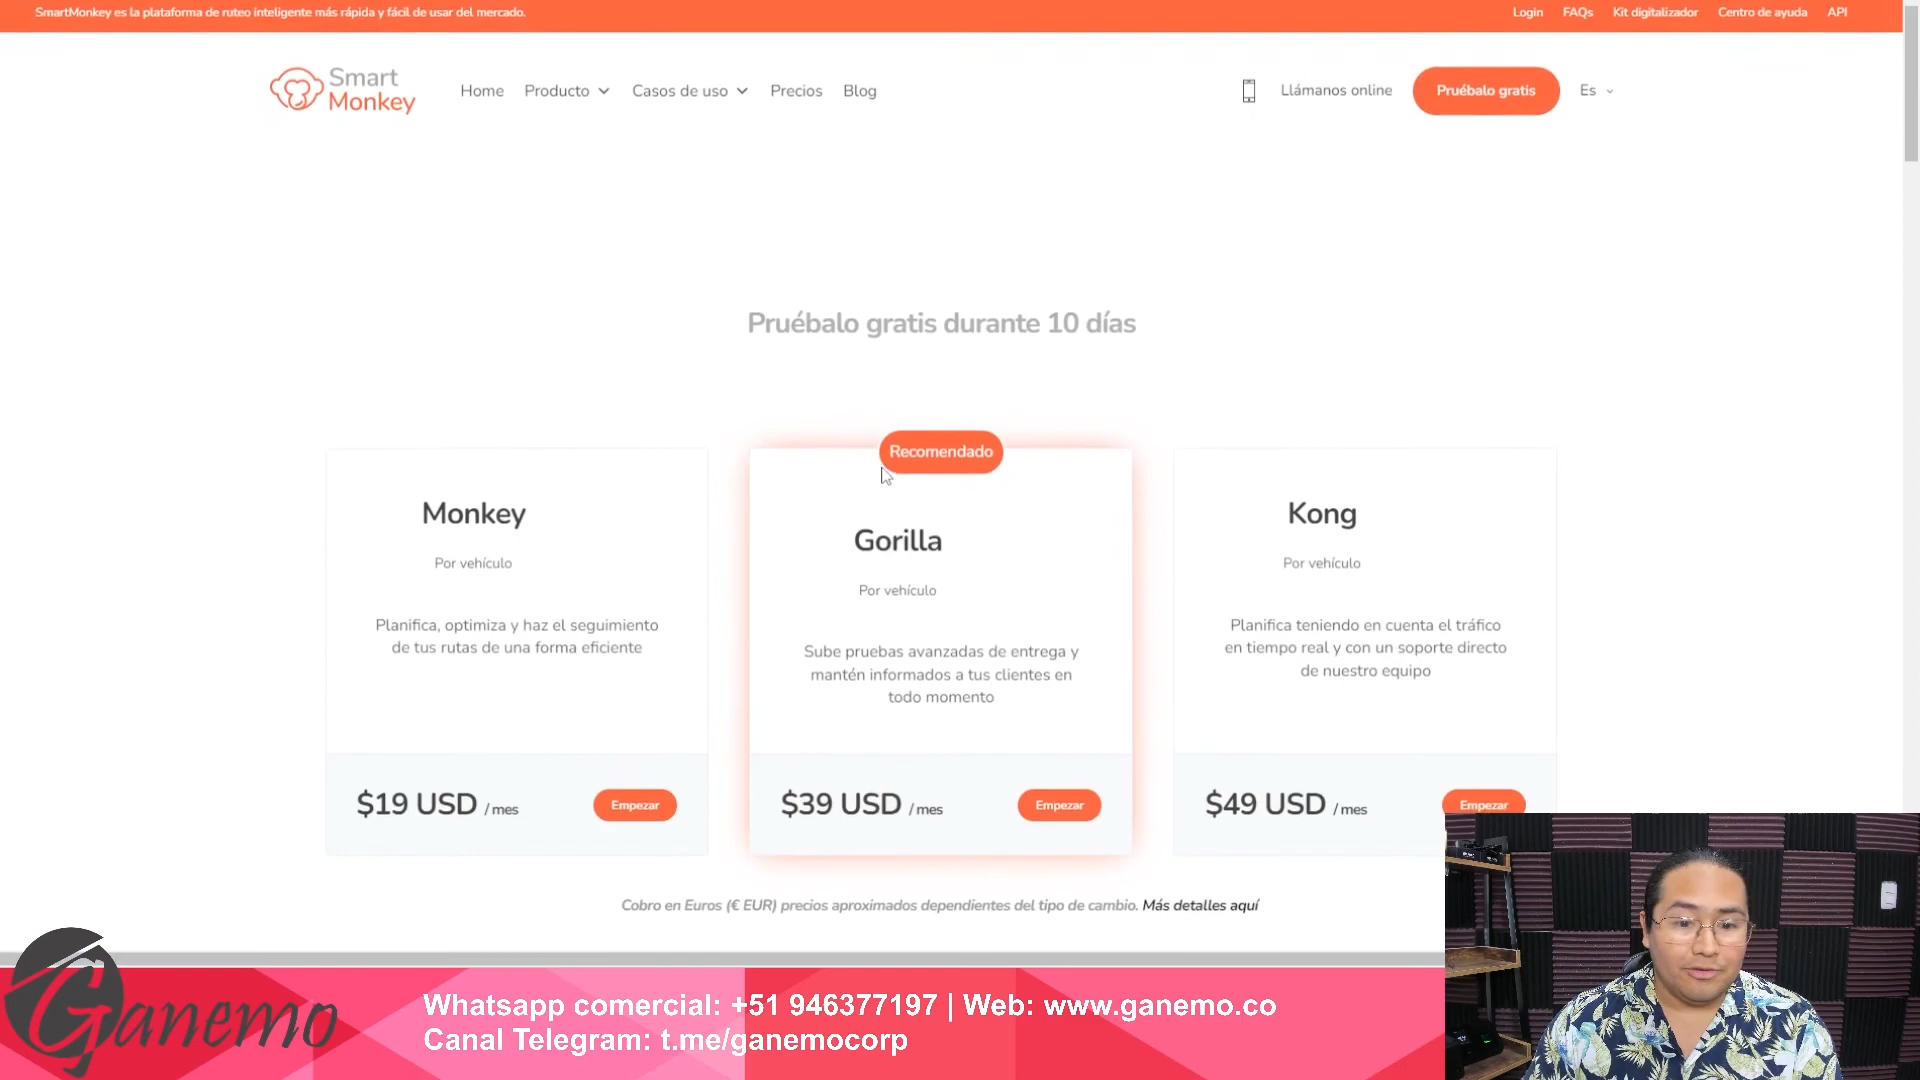 SmartMonkey es la plataforma de ruteo inteligente más rápida y fácil de usar del mercado.
Login FAQs Kit digitalizador Centro de ayuda API
Smart
Monkey
Home Producto Casos de uso Precios Blog
Llámanos online Pruébalo gratis Es
Pruébalo gratis durante 10 días
Monkey
Por vehículo
Planifica, optimiza y haz el seguimiento
de tus rutas de una forma eficiente
$19 USD / mes Empezar
Recomendado
Gorilla
Por vehículo
Sube pruebas avanzadas de entrega y
mantén informados a tus clientes en
todo momento
$39 USD / mes Empezar
Kong
Por vehículo
Planifica teniendo en cuenta el tráfico
en tiempo real y con un soporte directo
de nuestro equipo
$49 USD / mes Empezar
Cobro en Euros (€ EUR) precios aproximados dependientes del tipo de cambio. Más detalles aquí
Ganemo
Whatsapp comercial: +51 946377197 | Web: www.ganemo.co
Canal Telegram: t.me/ganemocorp